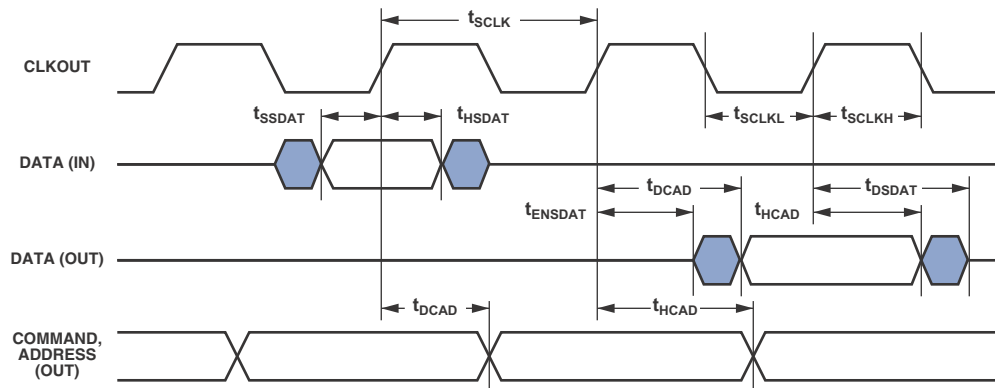 tSCLK
CLKOUT
tSSDAT
tHSDAT
tSCLKL
tSCLKH
DATA (IN)
tDCAD
tDSDAT
tENSDAT
tHCAD
DATA (OUT)
tDCAD
tHCAD
COMMAND,
ADDRESS
(OUT)